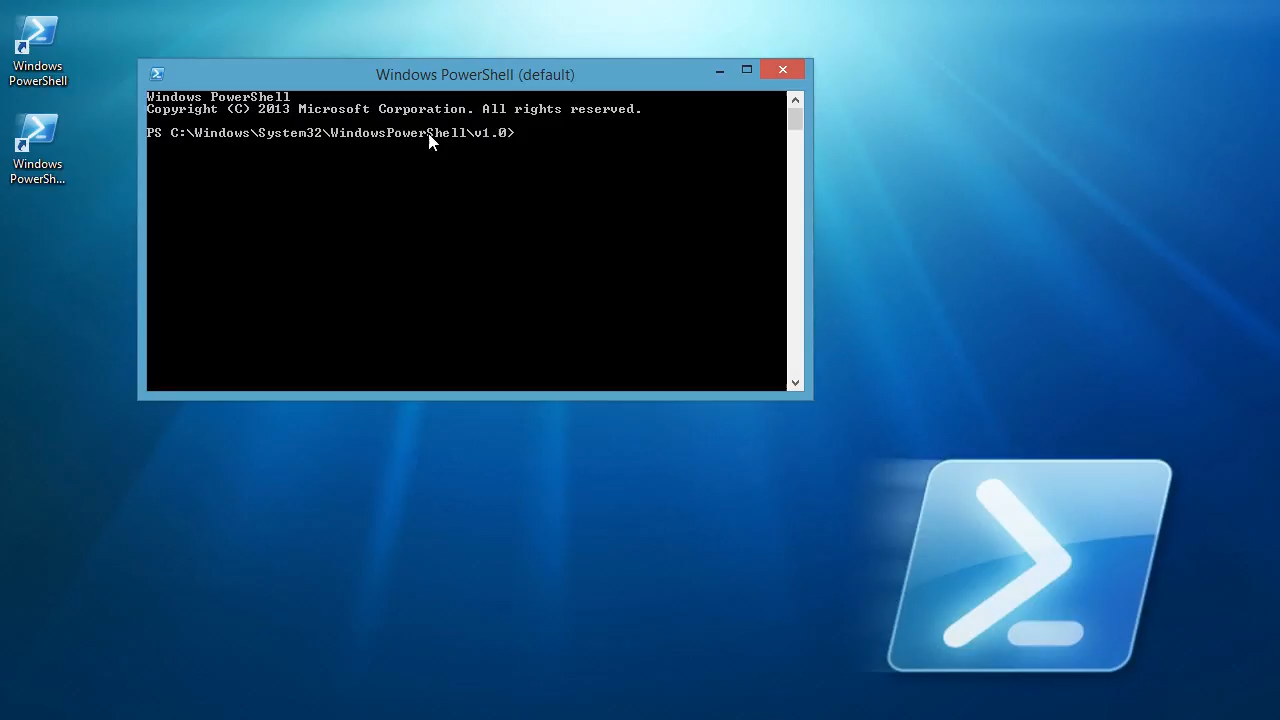 Windows
PowerShell
Windows
PowerSh...
Windows PowerShell (default)
Windows PowerShell
Copyright (C) 2013 Microsoft Corporation. All rights reserved.
PS C:\Windows\System32\WindowsPowerShell\v1.0>